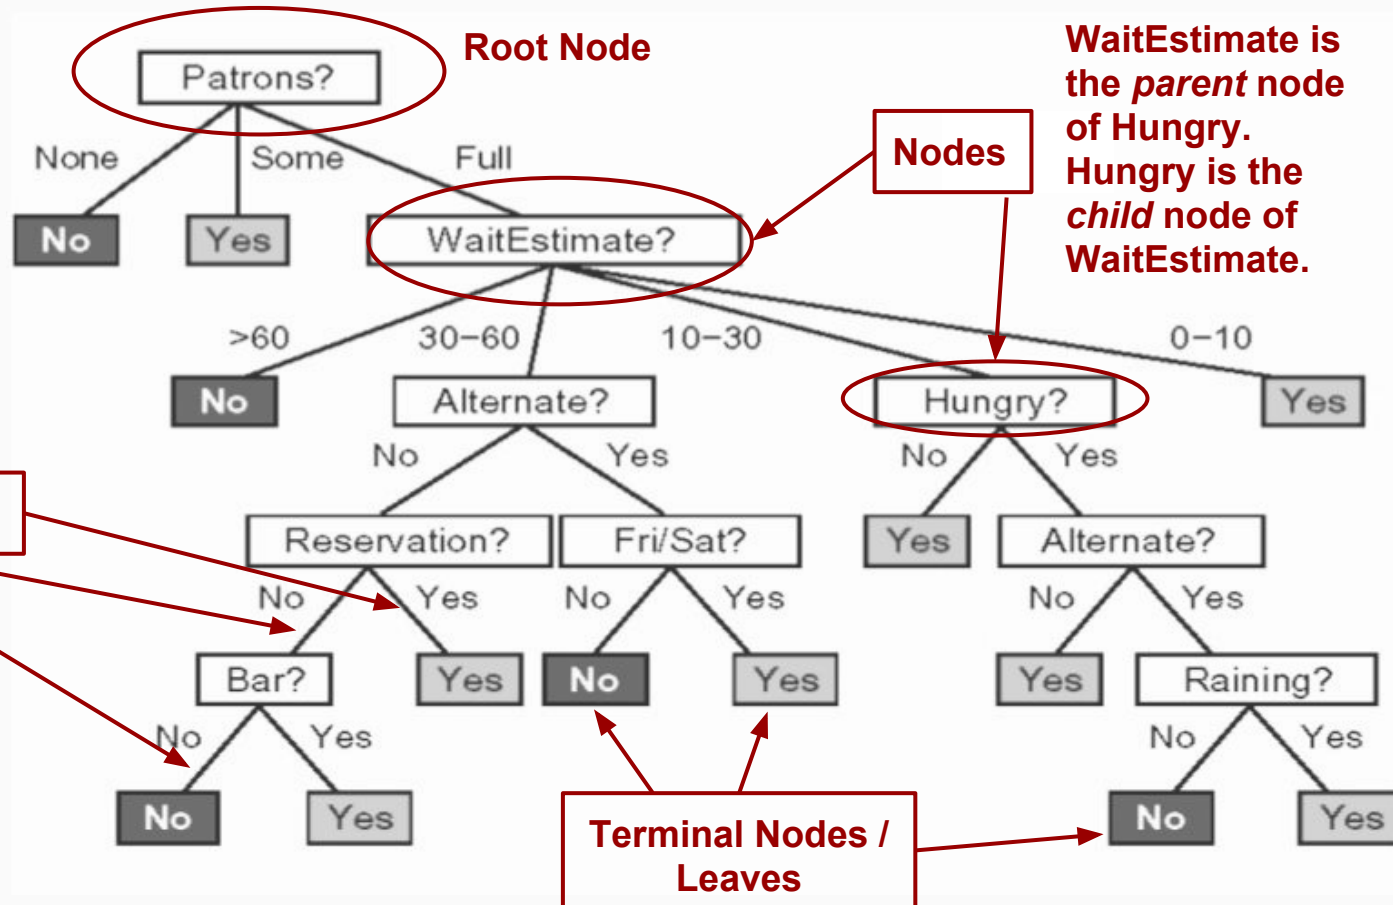 Root Node
WaitEstimate is
the parent node
of Hungry.
Hungry is the
child node of
WaitEstimate.
Patrons?
Nodes
None Some Full
No Yes WaitEstimate?
>60 30–60 10–30 0–10
No Alternate? Hungry? Yes
No Yes No Yes
Reservation? Fri/Sat? Yes Alternate?
No Yes No Yes No Yes
Bar? Yes No Yes Yes Raining?
No Yes No Yes
No Yes No Yes
Terminal Nodes /
Leaves